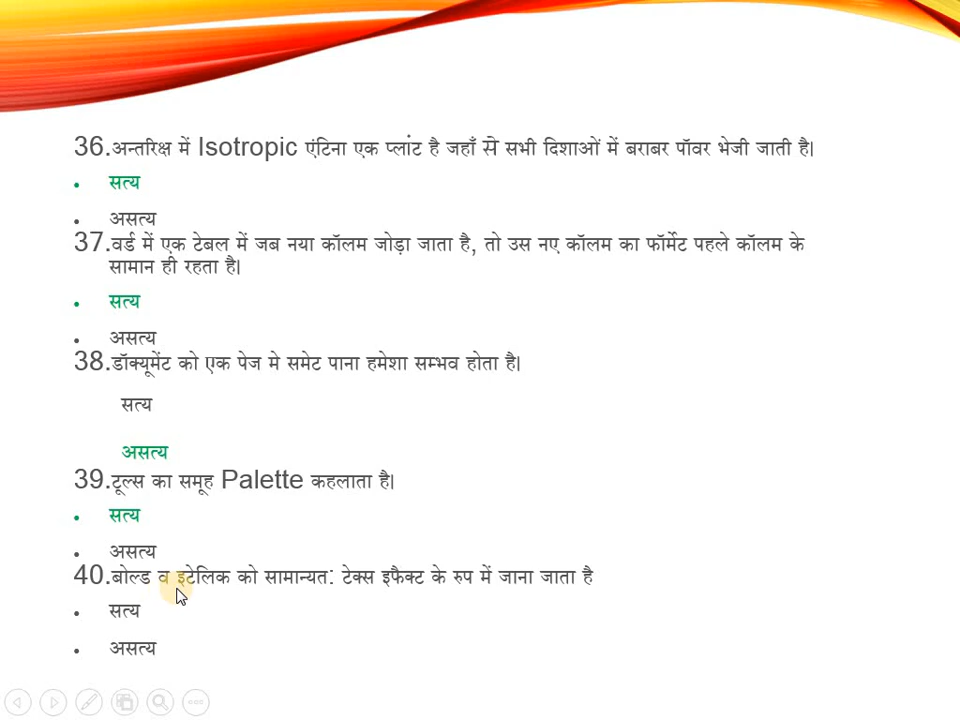 36.अन्तरिक्ष में Isotropic एंटिना एक प्लांट है जहाँ से सभी दिशाओं में बराबर पॉवर भेजी जाती है।
• सत्य
• असत्य
37.वर्ड में एक टेबल में जब नया कॉलम जोड़ा जाता है, तो उस नए कॉलम का फॉर्मेट पहले कॉलम के
सामान ही रहता है।
• सत्य
• असत्य
38.डॉक्यूमेंट को एक पेज मे समेट पाना हमेशा सम्भव होता है।
सत्य
असत्य
39.टूल्स का समूह Palette कहलाता है।
• सत्य
• असत्य
40.बोल्ड व इटेलिक को सामान्यत: टेक्स इफैक्ट के रुप में जाना जाता है
• सत्य
• असत्य